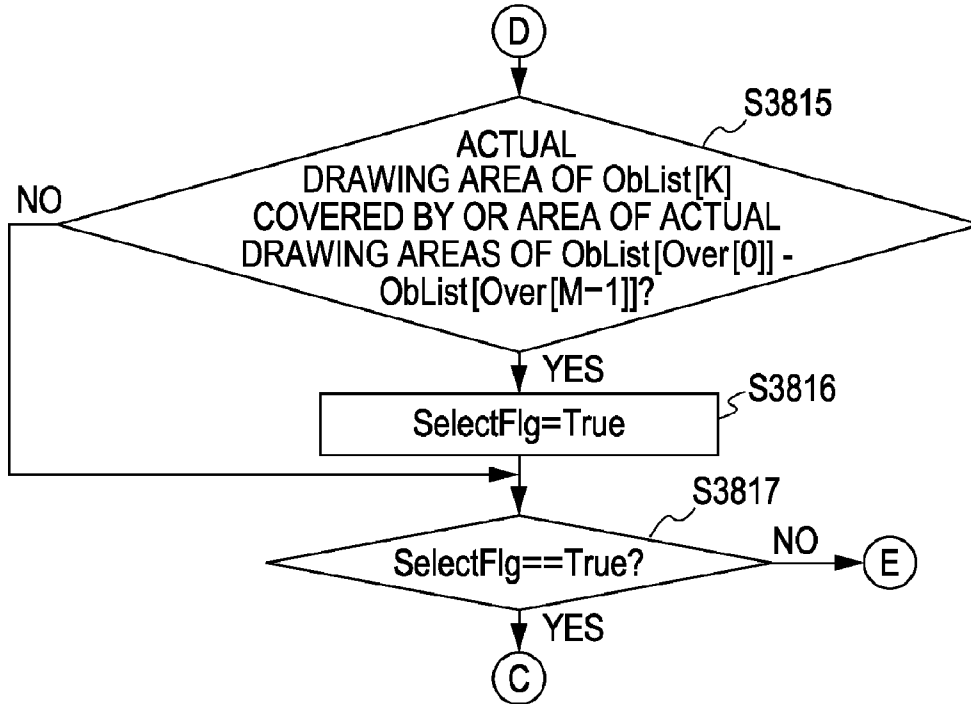 D
S3815
ACTUAL
DRAWING AREA OF ObList[K]
COVERED BY OR AREA OF ACTUAL
DRAWING AREAS OF ObList[Over[0]] -
ObList[Over[M−1]]?
NO
YES
S3816
SelectFlg=True
S3817
SelectFlg==True?
NO
E
YES
C